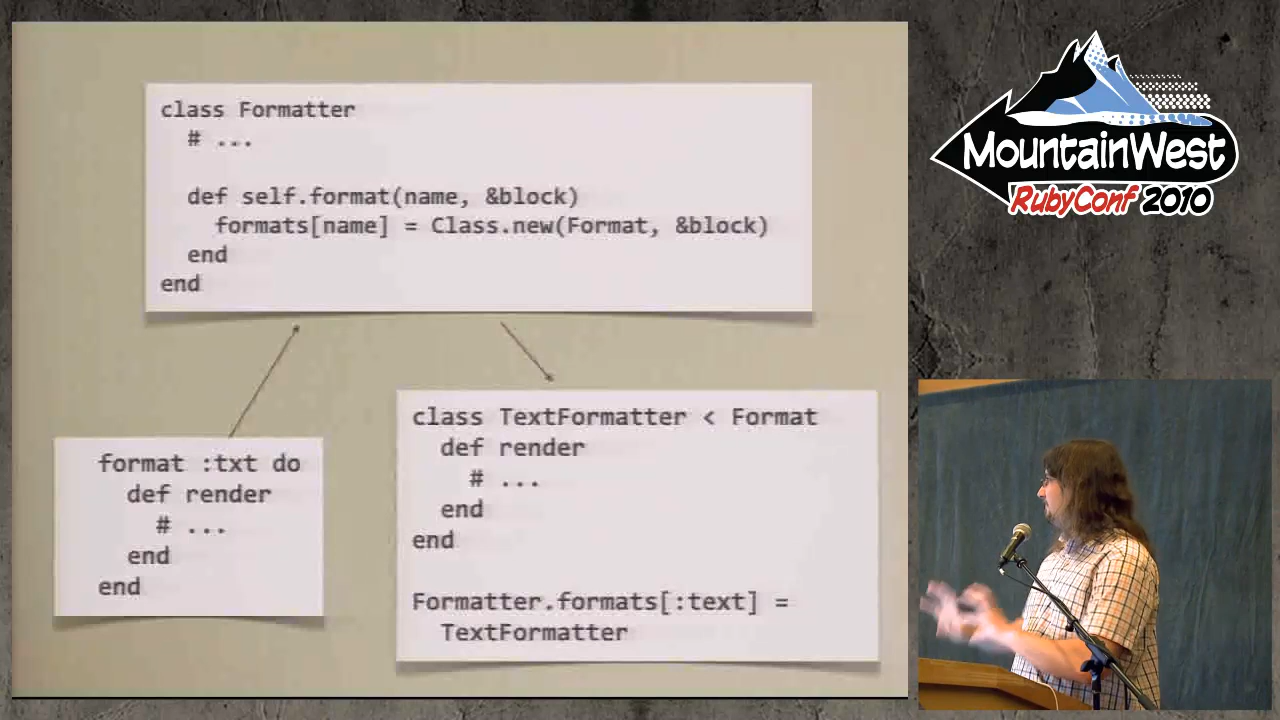 class Formatter
# ...
def self.format(name, &block)
formats[name] = Class.new(Format, &block)
end
end
format :txt do
def render
# ...
end
end
class TextFormatter < Format
def render
# ...
end
end
Formatter.formats[:text] =
TextFormatter
MountainWest
RubyConf 2010